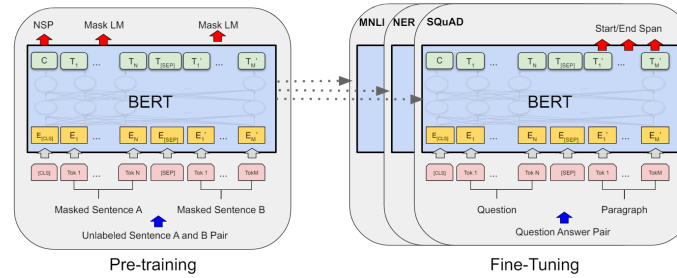 NSP Mask LM Mask LM
C T1 ... TN T[SEP] T1' ... TM'
BERT
E[CLS] E1 ... EN E[SEP] E1' ... EM'
[CLS] Tok 1 ... Tok N [SEP] Tok 1 ... TokM
Masked Sentence A Masked Sentence B
Unlabeled Sentence A and B Pair
Pre-training
MNLI NER SQuAD
Start/End Span
C T1 ... TN T[SEP] T1' ... TM'
BERT
E[CLS] E1 ... EN E[SEP] E1' ... EM'
[CLS] Tok 1 ... Tok N [SEP] Tok 1 ... TokM
Question Paragraph
Question Answer Pair
Fine-Tuning